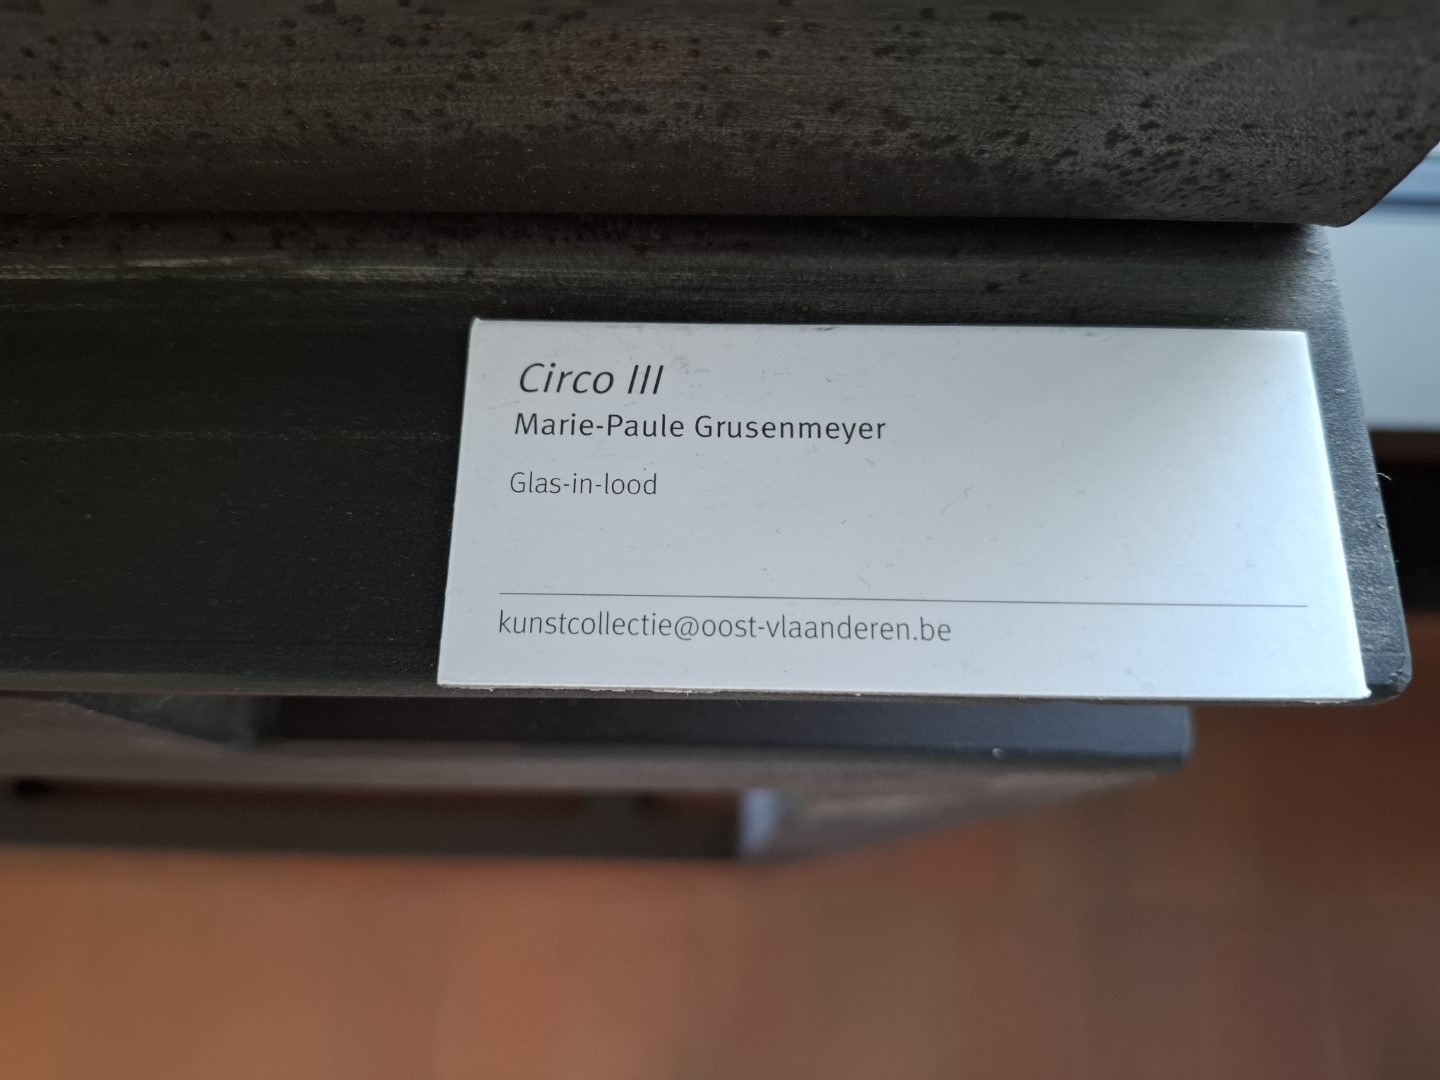 Circo III
Marie-Paule Grusenmeyer
Glas-in-lood
kunstcollectie@oost-vlaanderen.be